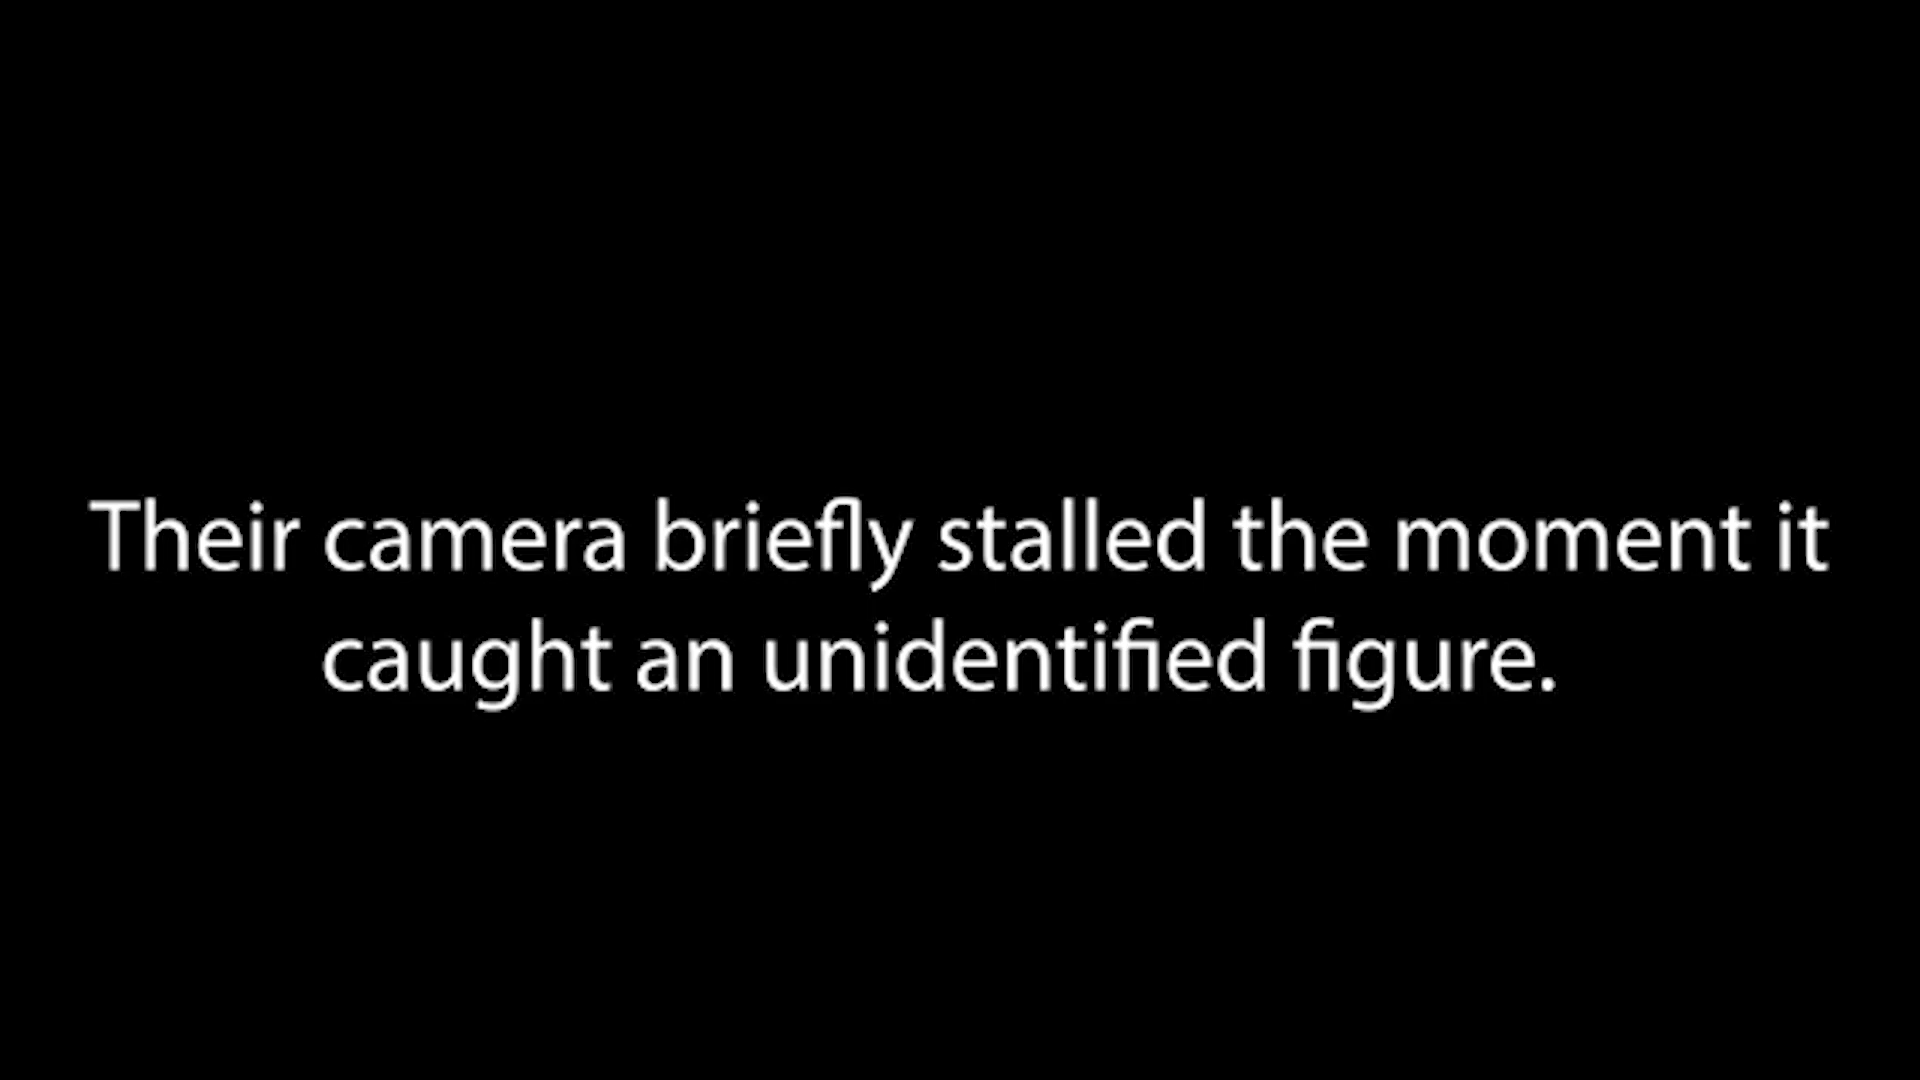 Their camera briefly stalled the moment it
caught an unidentified figure.